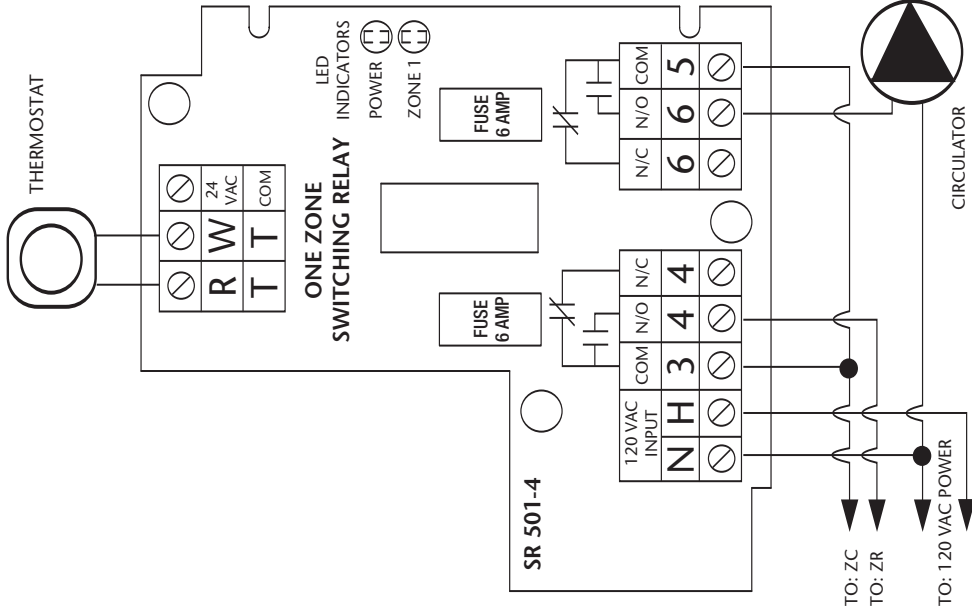 THERMOSTAT
R W 24 VAC
T T COM
ONE ZONE
SWITCHING RELAY
LED
INDICATORS
POWER
ZONE 1
FUSE
6 AMP
FUSE
6 AMP
SR 501-4
120 VAC
INPUT
COM
N/O
N/C
N H 3 4 4
N/C
N/O
COM
6 6 5
TO: ZC
TO: ZR
TO: 120 VAC POWER
CIRCULATOR